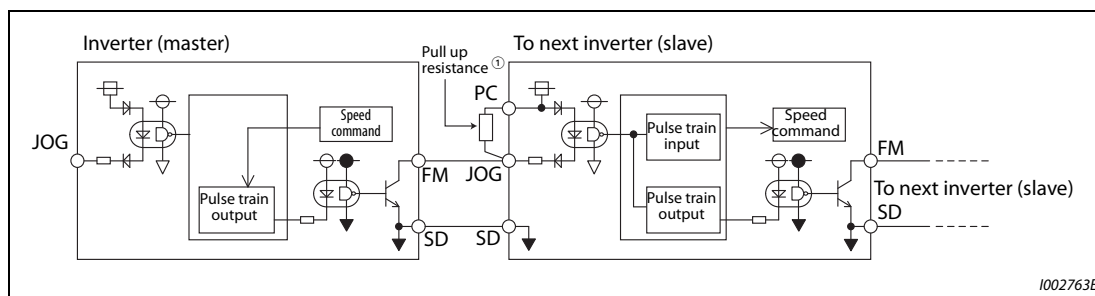 Inverter (master)
To next inverter (slave)
Pull up
resistance ①
PC
JOG
Speed
command
Pulse train
output
FM
JOG
SD
SD
Pulse train
input
Pulse train
output
Speed
command
FM
To next inverter (slave)
SD
I002763E